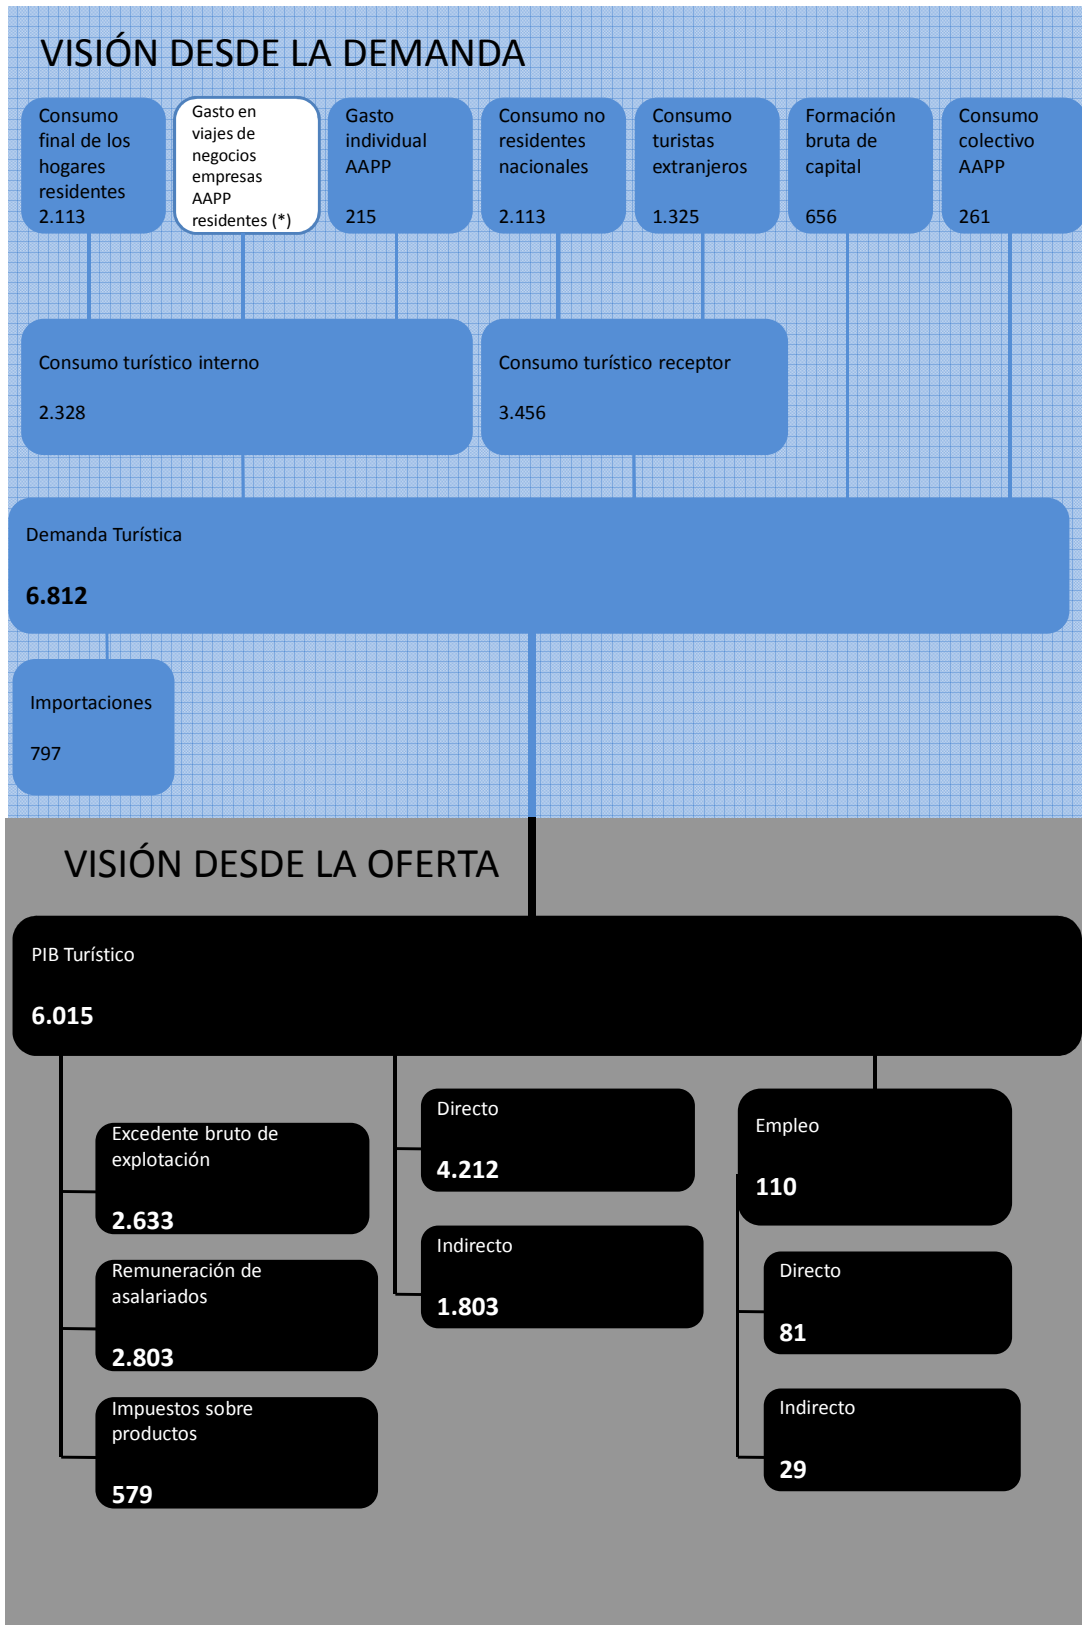 VISIÓN DESDE LA DEMANDA
Consumo
final de los
hogares
residentes
2.113
Gasto en
viajes de
negocios
empresas
AAPP
residentes (*)
Gasto
individual
AAPP
215
Consumo no
residentes
nacionales
2.113
Consumo
turistas
extranjeros
1.325
Formación
bruta de
capital
656
Consumo
colectivo
AAPP
261
Consumo turístico interno
2.328
Consumo turístico receptor
3.456
Demanda Turística
6.812
Importaciones
797
VISIÓN DESDE LA OFERTA
PIB Turístico
6.015
Excedente bruto de
explotación
2.633
Remuneración de
asalariados
2.803
Impuestos sobre
productos
579
Directo
4.212
Indirecto
1.803
Empleo
110
Directo
81
Indirecto
29